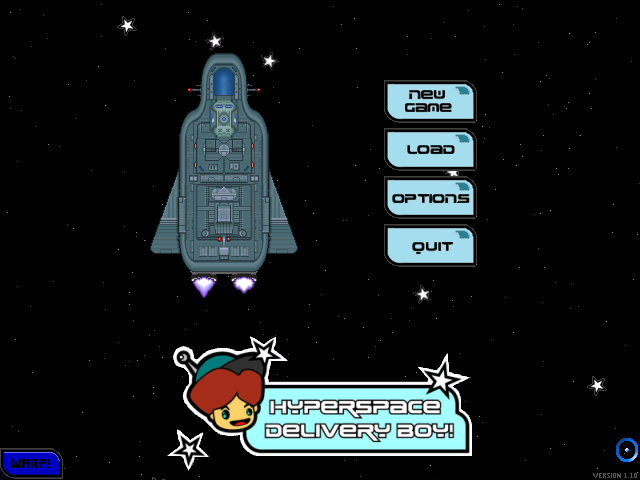 NEW
GAME
LOAD
OPTIONS
QUIT
HYPERSPACE
DELIVERY BOY!
WARP!
VERSION 1.10